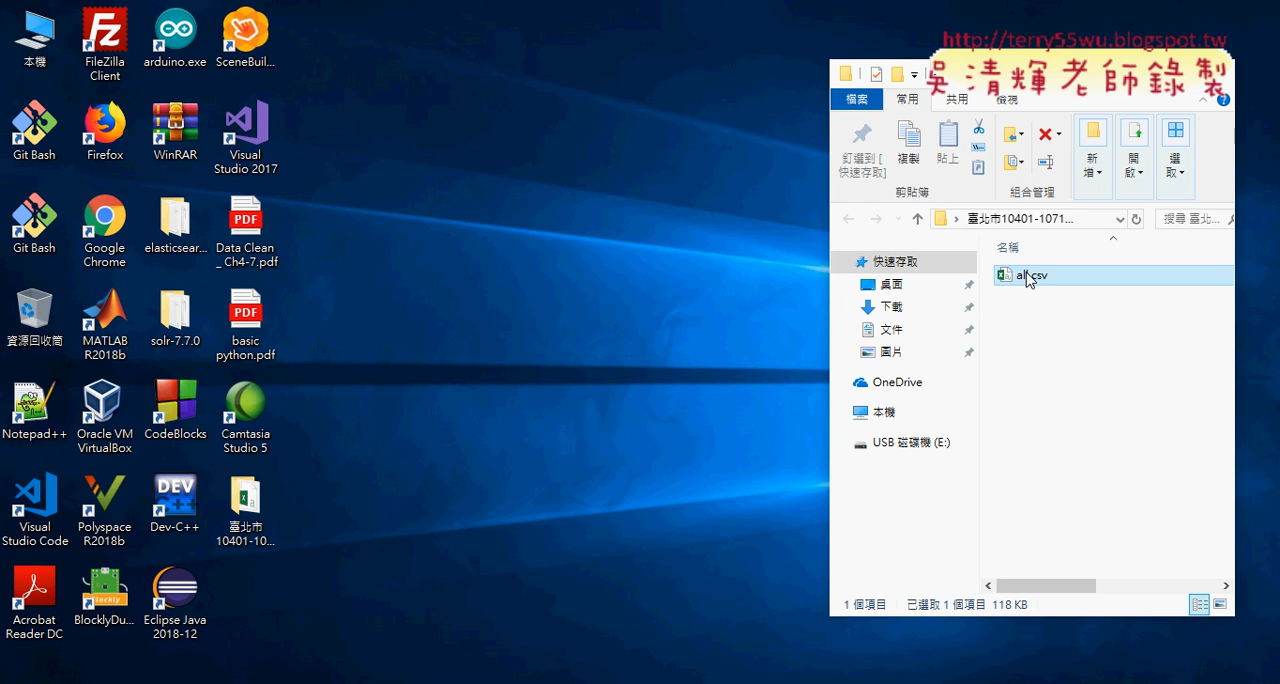 本機
FileZilla
Client
arduino.exe
SceneBuil...
Git Bash
Firefox
WinRAR
Visual
Studio 2017
Git Bash
Google
Chrome
elasticsear...
Data Clean
_ Ch4-7.pdf
資源回收筒
MATLAB
R2018b
solr-7.7.0
basic
python.pdf
Notepad++
Oracle VM
VirtualBox
CodeBlocks
Camtasia
Studio 5
Visual
Studio Code
Polyspace
R2018b
Dev-C++
臺北市
10401-10...
Acrobat
Reader DC
BlocklyDu...
Eclipse Java
2018-12
http://terry55wu.blogspot.tw
吳清輝老師錄製
檔案
常用
共用
檢視
釘選到 [
快速存取]
複製
貼上
新
增
開
啟
選
取
剪貼簿
組合管理
臺北市10401-1071...
搜尋 臺北...
名稱
快速存取
桌面
下載
文件
圖片
OneDrive
本機
USB 磁碟機 (E:)
all.csv
1 個項目
已選取 1 個項目 118 KB